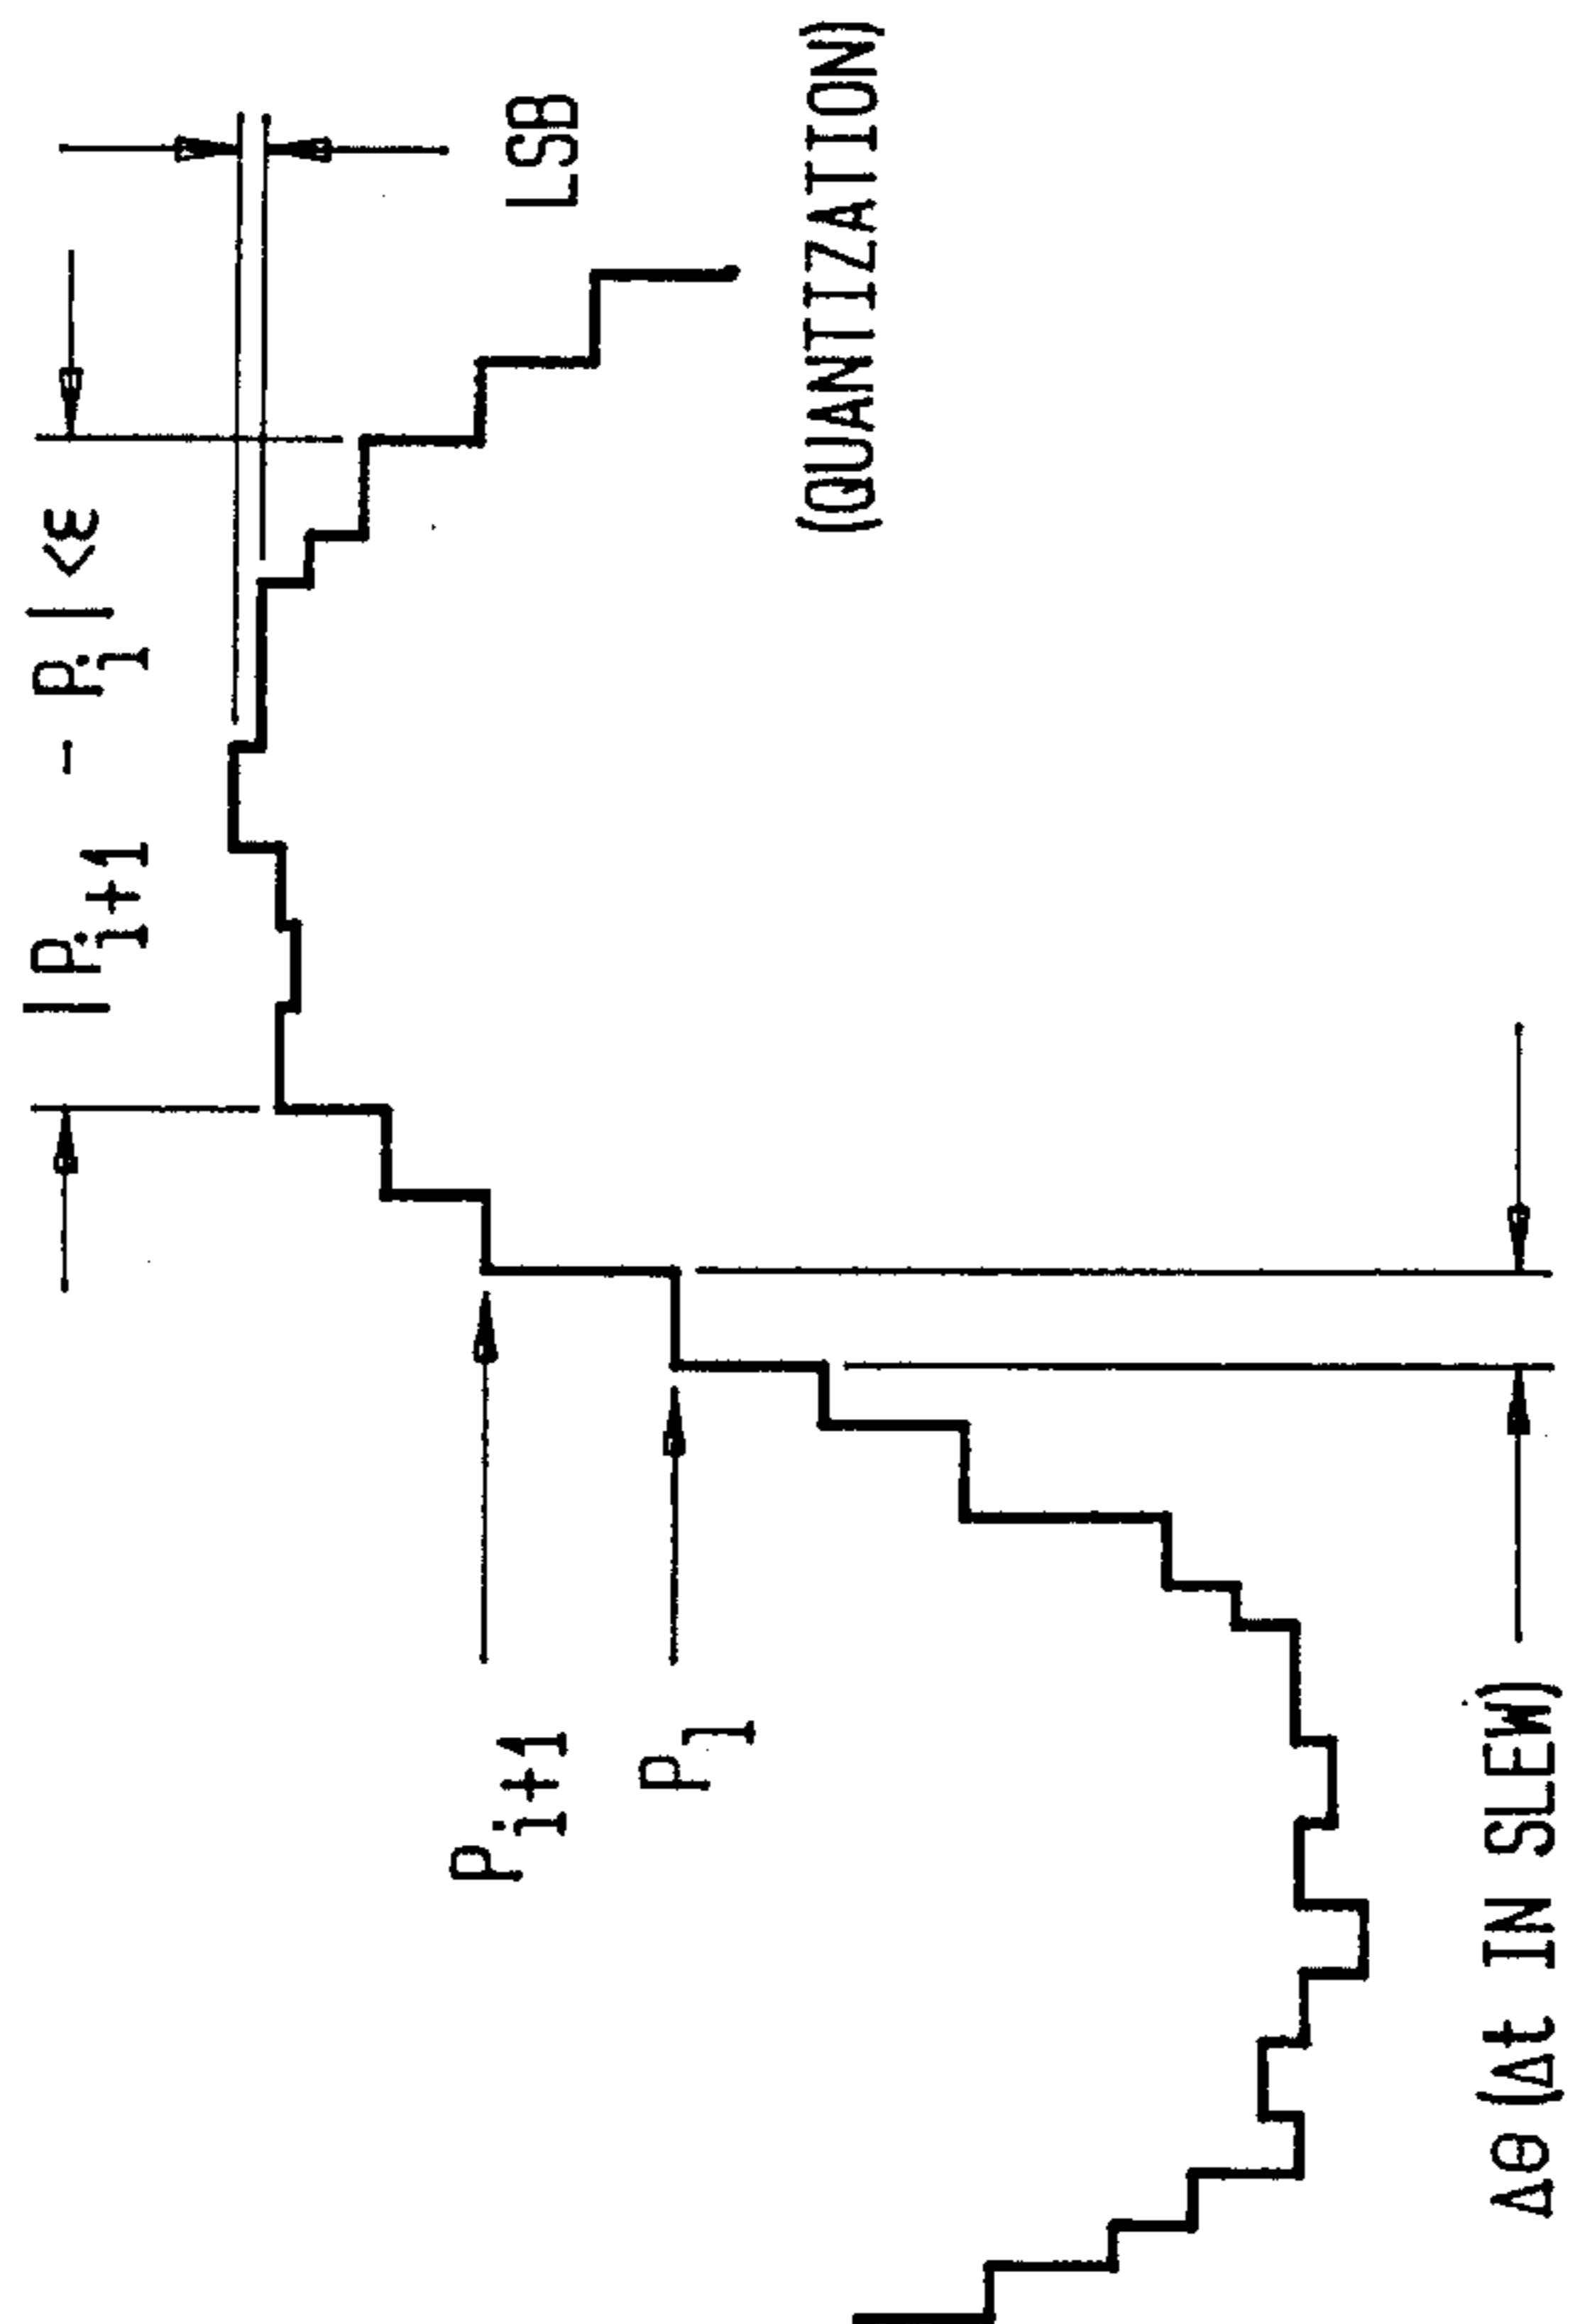 |P_{i+1} - P_i|<ε
LSB
(QUANTIZATION)
P_{i+1}
P_i
Δθ(Δt IN SLEW)